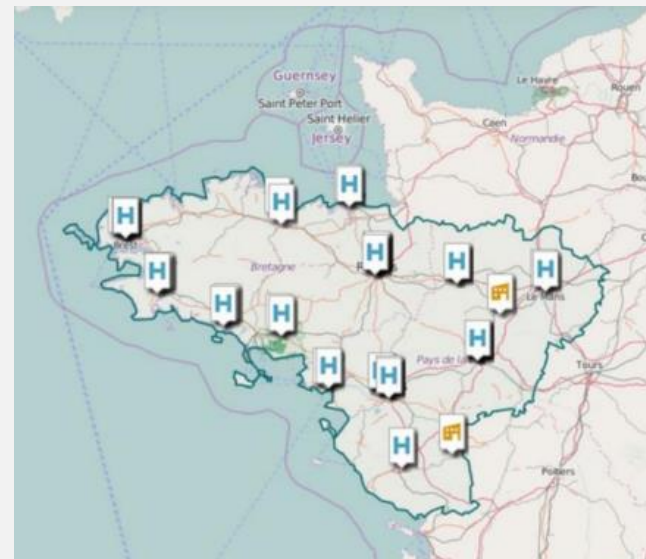 Guernsey
Saint Peter Port
Saint Helier
Jersey
Le Havre
Rouen
Caen
Normandie
H
H
H
H
H
Bretagne
H
H
H
H
H
Le Mans
H
Pays de la
H
H
Tours
H
Poitiers